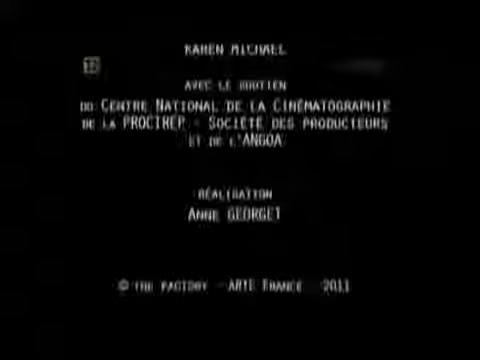 KAREN MICHAEL
AVEC LE SOUTIEN
DU CENTRE NATIONAL DE LA CINÉMATOGRAPHIE
DE LA PROCIREP - SOCIÉTÉ DES PRODUCTEURS
ET DE L'ANGOA
RÉALISATION
ANNE GEORGET
© THE FACTORY - ARTE FRANCE 2011